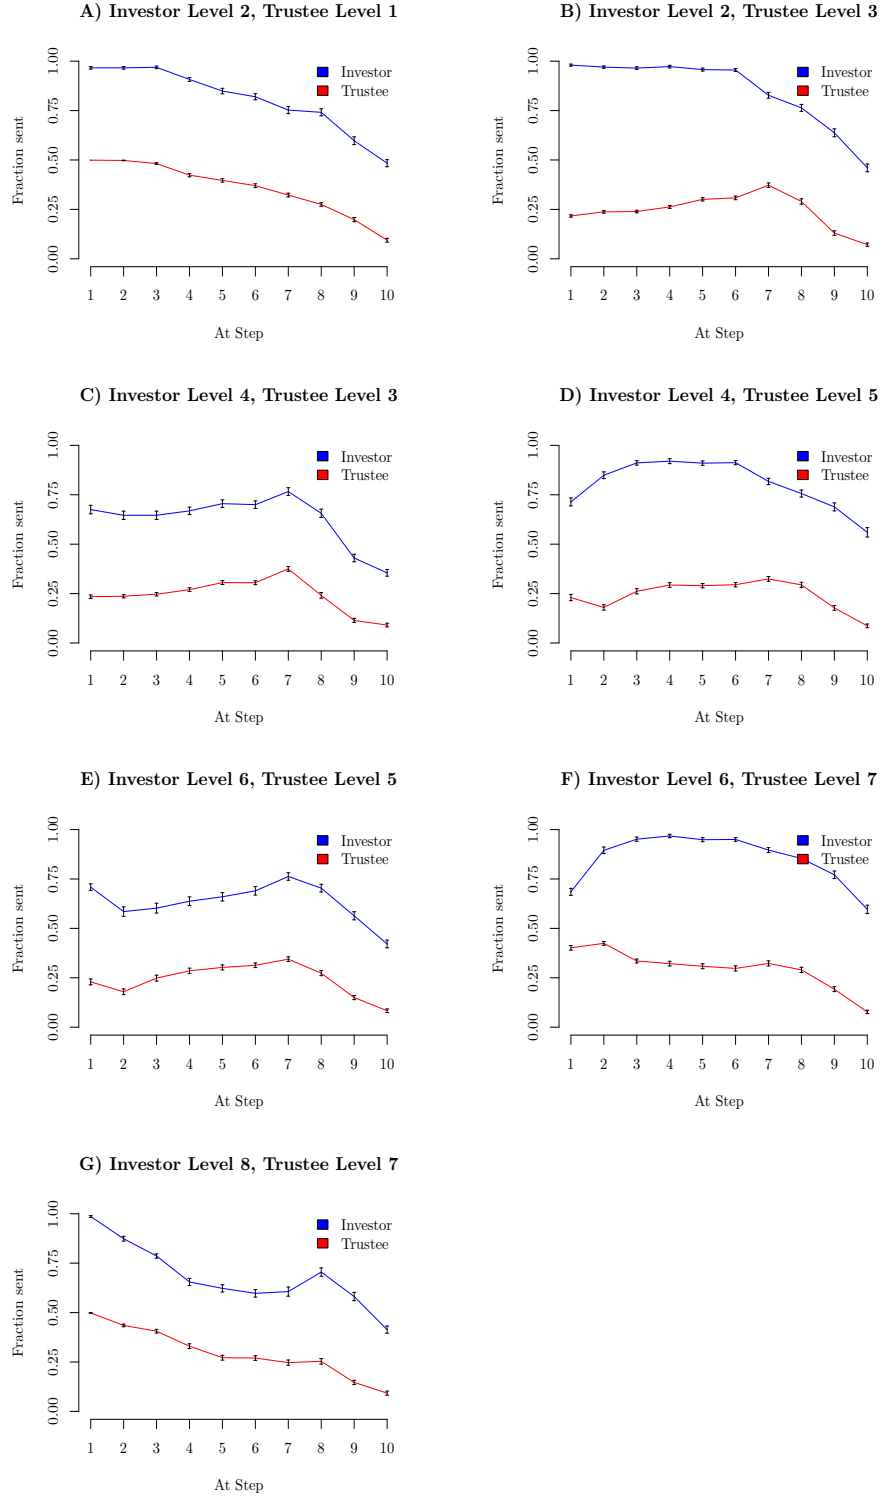 A) Investor Level 2, Trustee Level 1
Fraction sent
1.00
0.75
0.50
0.25
0.00
Investor
Trustee
1 2 3 4 5 6 7 8 9 10
At Step
B) Investor Level 2, Trustee Level 3
Fraction sent
1.00
0.75
0.50
0.25
0.00
Investor
Trustee
1 2 3 4 5 6 7 8 9 10
At Step
C) Investor Level 4, Trustee Level 3
Fraction sent
1.00
0.75
0.50
0.25
0.00
Investor
Trustee
1 2 3 4 5 6 7 8 9 10
At Step
D) Investor Level 4, Trustee Level 5
Fraction sent
1.00
0.75
0.50
0.25
0.00
Investor
Trustee
1 2 3 4 5 6 7 8 9 10
At Step
E) Investor Level 6, Trustee Level 5
Fraction sent
1.00
0.75
0.50
0.25
0.00
Investor
Trustee
1 2 3 4 5 6 7 8 9 10
At Step
F) Investor Level 6, Trustee Level 7
Fraction sent
1.00
0.75
0.50
0.25
0.00
Investor
Trustee
1 2 3 4 5 6 7 8 9 10
At Step
G) Investor Level 8, Trustee Level 7
Fraction sent
1.00
0.75
0.50
0.25
0.00
Investor
Trustee
1 2 3 4 5 6 7 8 9 10
At Step